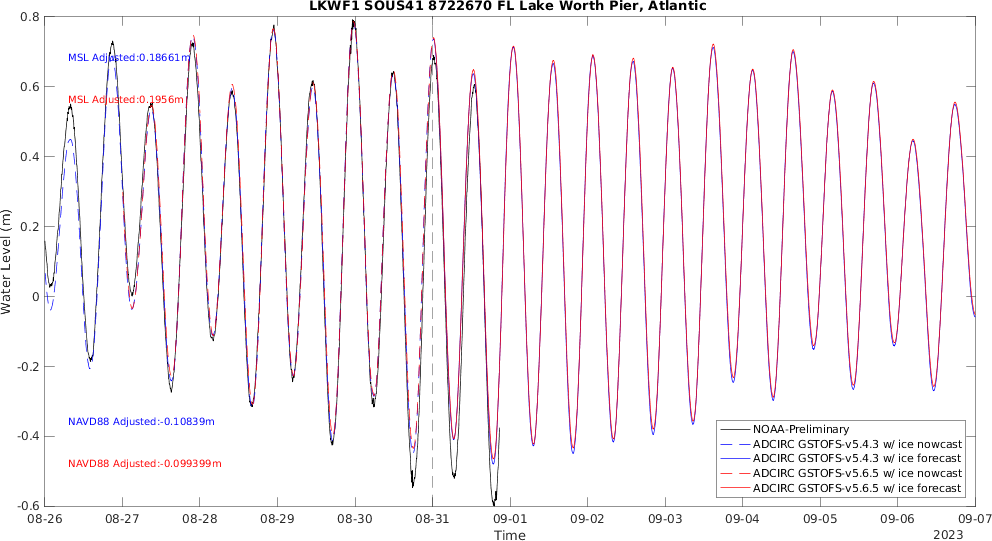 LKWF1 SOUS41 8722670 FL Lake Worth Pier, Atlantic
Water Level (m)
0.8
0.6
0.4
0.2
0
-0.2
-0.4
-0.6
MSL Adjusted:0.18661m
MSL Adjusted:0.1956m
NAVD88 Adjusted:-0.10839m
NAVD88 Adjusted:-0.099399m
NOAA-Preliminary
ADCIRC GSTOFS-v5.4.3 w/ ice nowcast
ADCIRC GSTOFS-v5.4.3 w/ ice forecast
ADCIRC GSTOFS-v5.6.5 w/ ice nowcast
ADCIRC GSTOFS-v5.6.5 w/ ice forecast
08-26 08-27 08-28 08-29 08-30 08-31 09-01 09-02 09-03 09-04 09-05 09-06 09-07
Time
2023